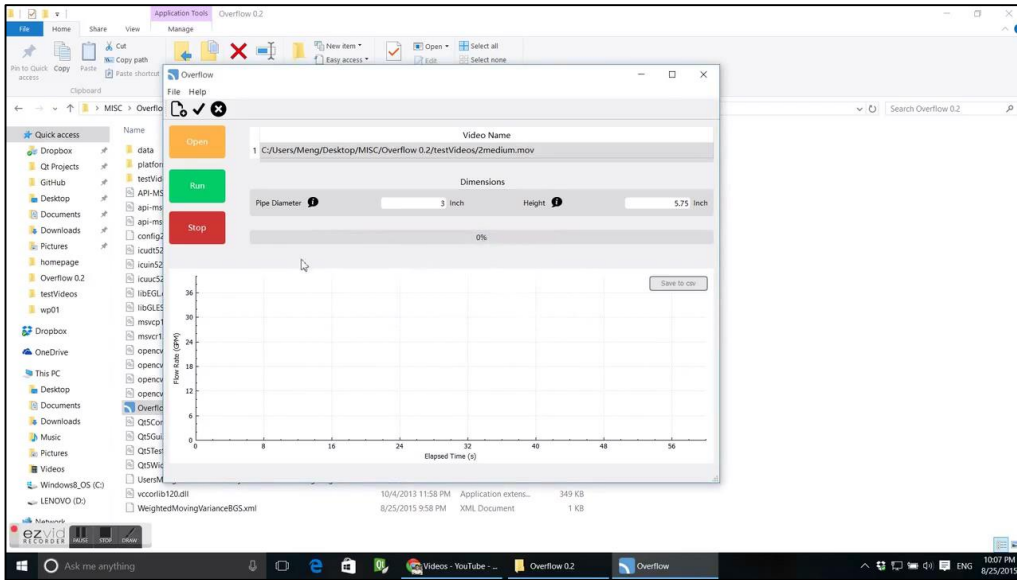 Application Tools Overflow 0.2
File Home Share View Manage
Pin to Quick access
Copy
Paste
Cut
Copy path
Paste shortcut
New item
Easy access
Open
Edit
Select all
Select none
Clipboard
MISC > Overflo
Search Overflow 0.2
Quick access
Dropbox
Qt Projects
GitHub
Desktop
Documents
Downloads
Pictures
homepage
Overflow 0.2
testVideos
wp01
Dropbox
OneDrive
This PC
Desktop
Documents
Downloads
Music
Pictures
Videos
Windows8_OS (C:)
LENOVO (D:)
Network
Name
data
platfor
testVid
API-MS
api-ms
api-ms
config2
icudt52
icuin52
icuuc52
libEGL.
libGLES
msvcp1
msvcr1
opencv
opencv
opencv
opencv
Overflo
Qt5Cor
Qt5Gui
Qt5Test
Qt5Wid
UsersM
vccorlib120.dll 10/4/2013 11:58 PM Application extens... 349 KB
WeightedMovingVarianceBGS.xml 8/25/2015 9:58 PM XML Document 1 KB
Overflow
File Help
Open
Run
Stop
Video Name
1 C:/Users/Meng/Desktop/MISC/Overflow 0.2/testVideos/2medium.mov
Dimensions
Pipe Diameter 3 Inch Height 5.75 Inch
0%
Save to csv
Flow Rate (GPM)
36
30
24
18
12
6
0
0 8 16 24 32 40 48 56
Elapsed Time (s)
ezvid
RECORDER
PAUSE STOP DRAW
Ask me anything
Videos - YouTube - ...
Overflow 0.2
Overflow
ENG
10:07 PM
8/25/2015